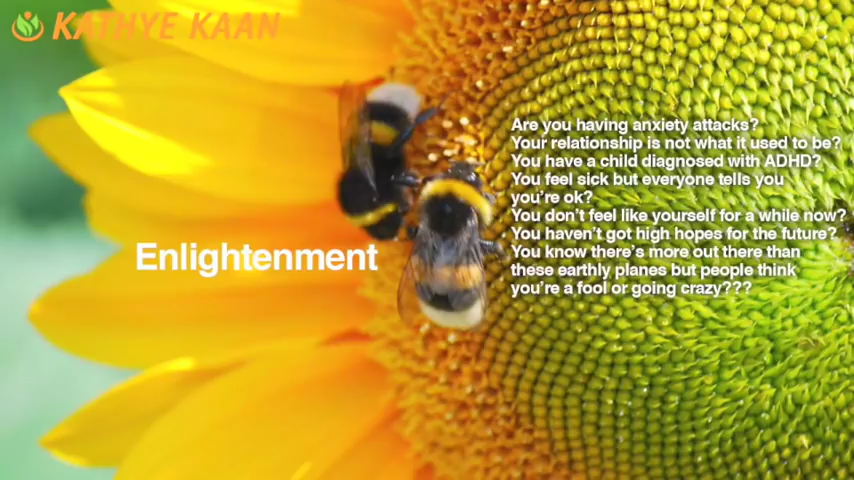 KATHYE KAAN
Enlightenment
Are you having anxiety attacks?
Your relationship is not what it used to be?
You have a child diagnosed with ADHD?
You feel sick but everyone tells you
you're ok?
You don't feel like yourself for a while now?
You haven't got high hopes for the future?
You know there's more out there than
these earthly planes but people think
you're a fool or going crazy???